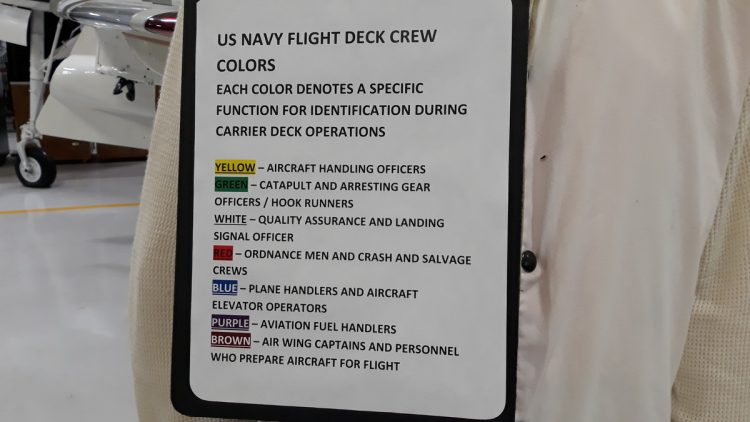 US NAVY FLIGHT DECK CREW
COLORS
EACH COLOR DENOTES A SPECIFIC
FUNCTION FOR IDENTIFICATION DURING
CARRIER DECK OPERATIONS
YELLOW – AIRCRAFT HANDLING OFFICERS
GREEN – CATAPULT AND ARRESTING GEAR
OFFICERS / HOOK RUNNERS
WHITE – QUALITY ASSURANCE AND LANDING
SIGNAL OFFICER
RED – ORDNANCE MEN AND CRASH AND SALVAGE
CREWS
BLUE – PLANE HANDLERS AND AIRCRAFT
ELEVATOR OPERATORS
PURPLE – AVIATION FUEL HANDLERS
BROWN – AIR WING CAPTAINS AND PERSONNEL
WHO PREPARE AIRCRAFT FOR FLIGHT